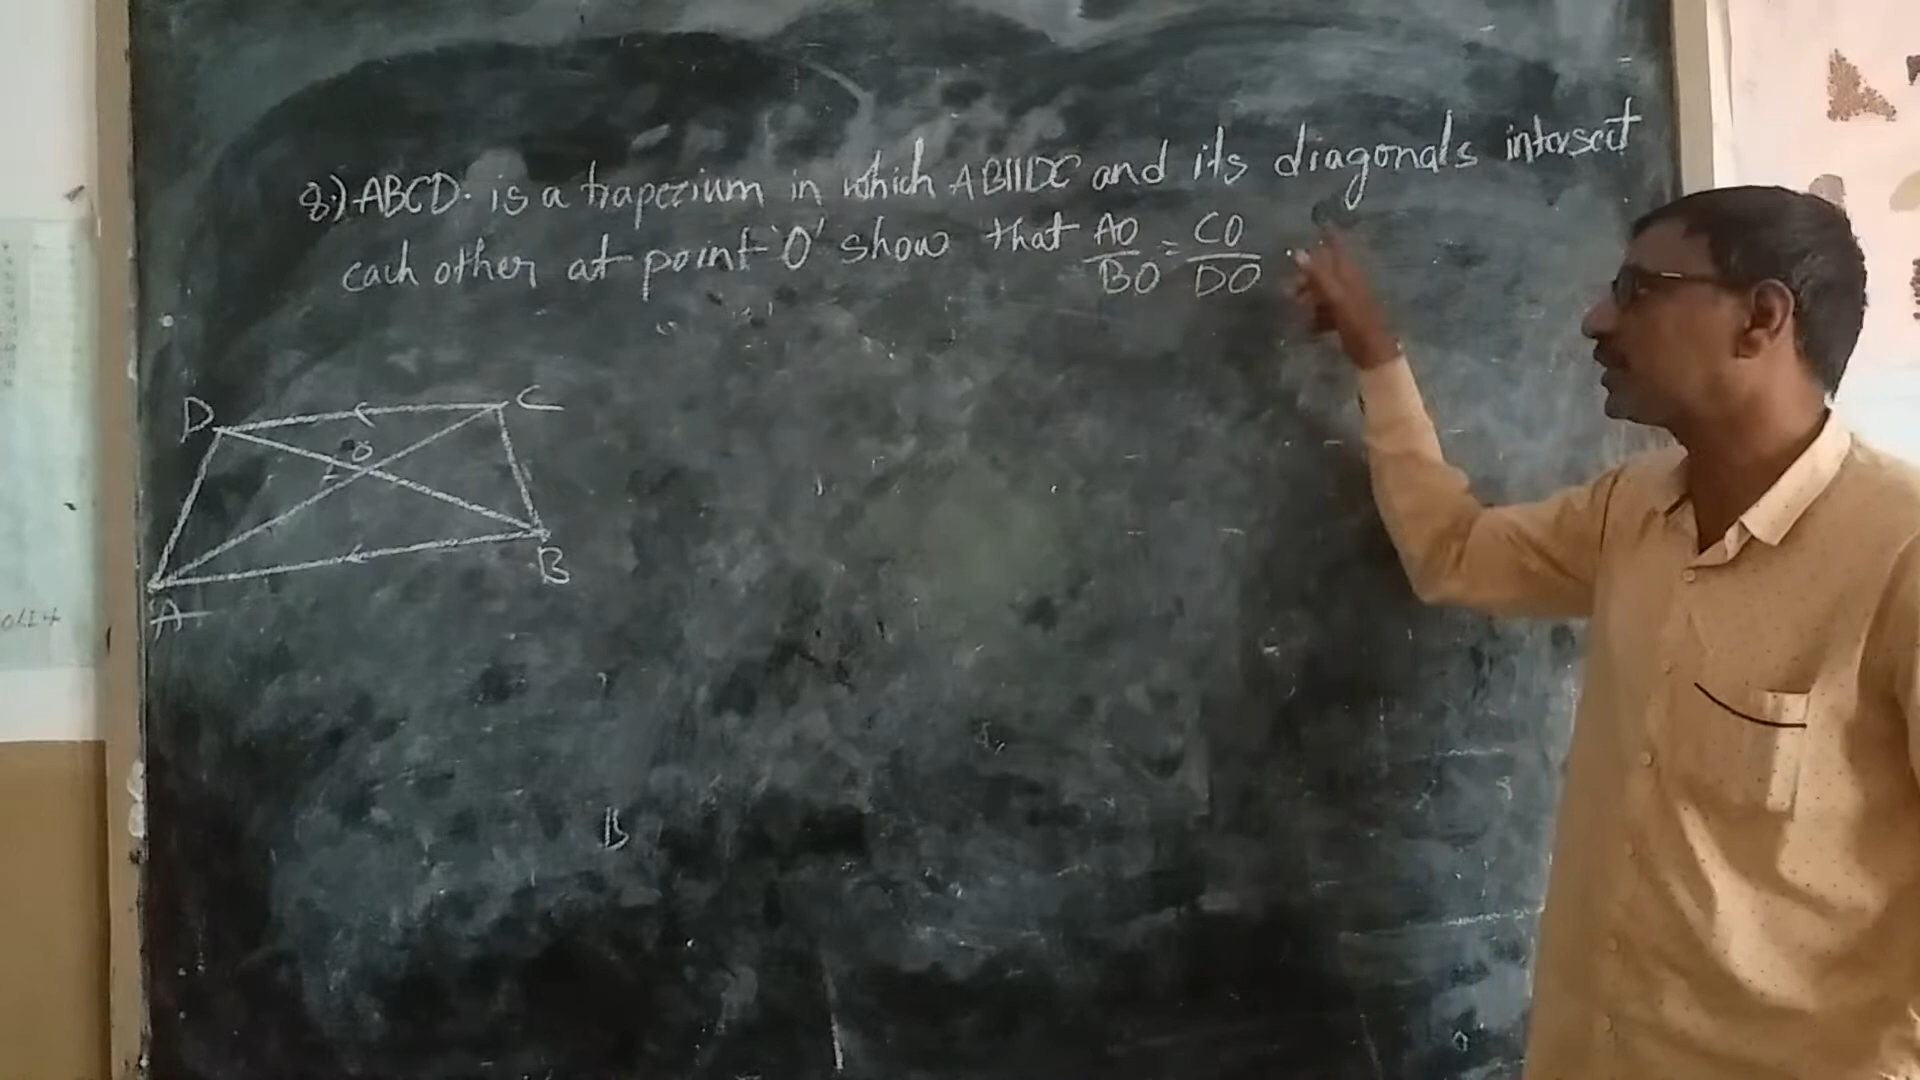 8.) ABCD. is a trapezium in which AB||DC and its diagonals intersect
each other at point 'O' show that AO/BO = CO/DO.
D C
O
B
A
B